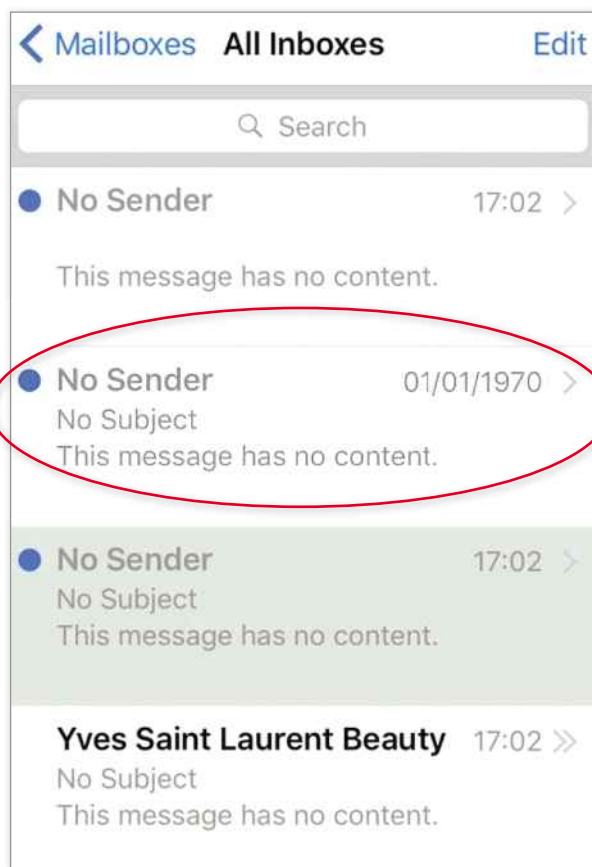 Mailboxes All Inboxes Edit
Search
No Sender 17:02
This message has no content.
No Sender 01/01/1970
No Subject
This message has no content.
No Sender 17:02
No Subject
This message has no content.
Yves Saint Laurent Beauty 17:02
No Subject
This message has no content.